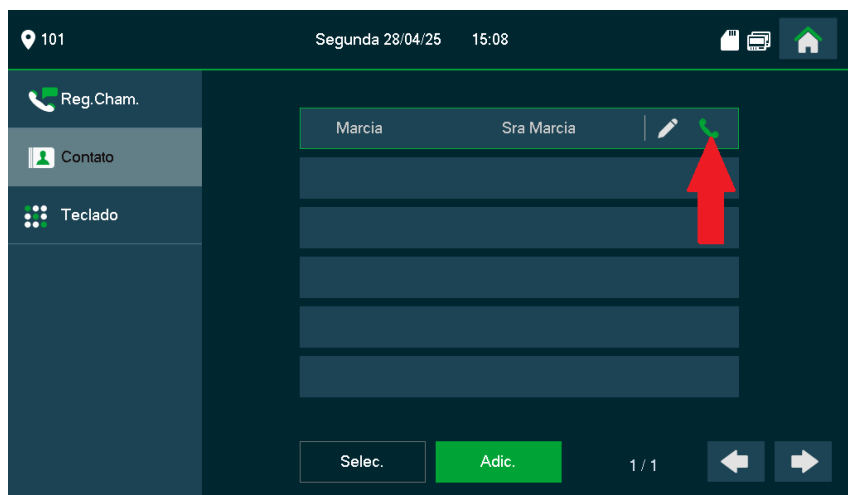 101 Segunda 28/04/25 15:08
Reg.Cham.
Contato
Teclado
Marcia Sra Marcia
Selec. Adic. 1 / 1